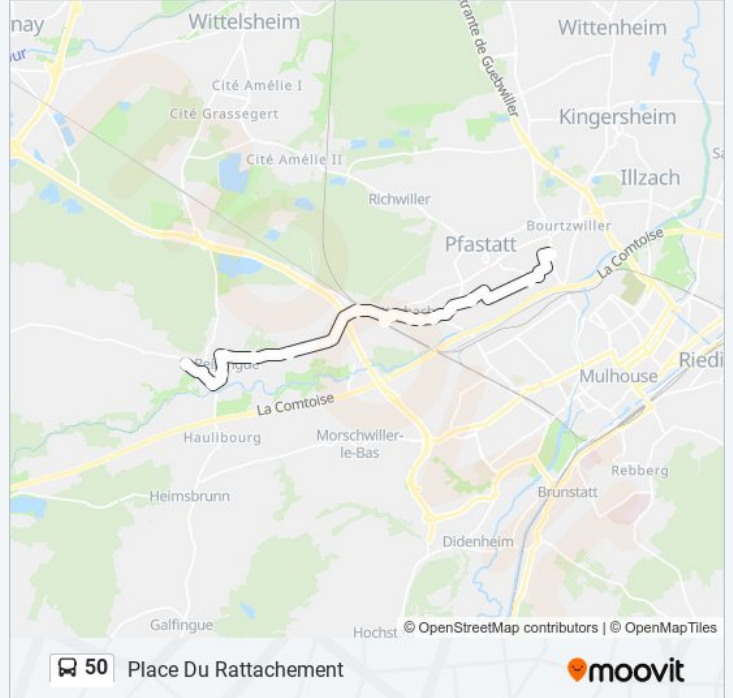 nay
Wittelsheim
Wittenheim
Cité Amélie I
Cité Grassegert
Kingersheim
Cité Amélie II
Illzach
Richwiller
Bourtzwiller
Pfastatt
La Comtoise
Mulhouse
Riedi
La Comtoise
Haulibourg
Morschwiller-
le-Bas
Rebberg
Heimsbrunn
Brunstatt
Didenheim
Galfingue
Hochst
© OpenStreetMap contributors | © OpenMapTiles
50 Place Du Rattachement
moovit